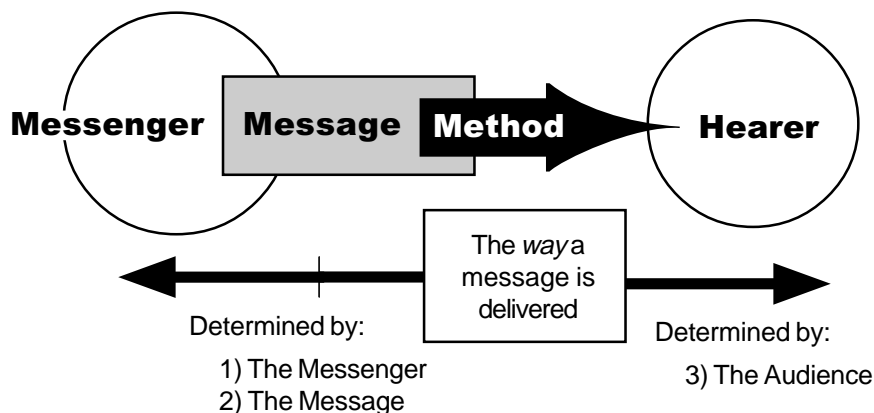 Messenger Message Method Hearer
The way a
message is
delivered
Determined by:
1) The Messenger
2) The Message
Determined by:
3) The Audience